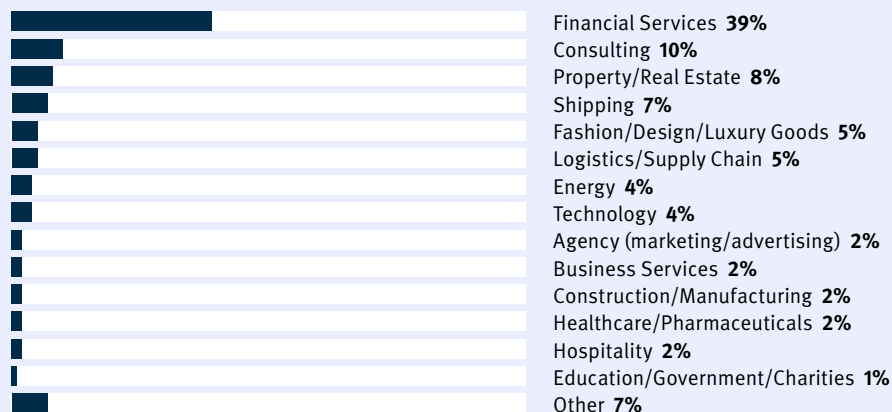 Financial Services 39%
Consulting 10%
Property/Real Estate 8%
Shipping 7%
Fashion/Design/Luxury Goods 5%
Logistics/Supply Chain 5%
Energy 4%
Technology 4%
Agency (marketing/advertising) 2%
Business Services 2%
Construction/Manufacturing 2%
Healthcare/Pharmaceuticals 2%
Hospitality 2%
Education/Government/Charities 1%
Other 7%